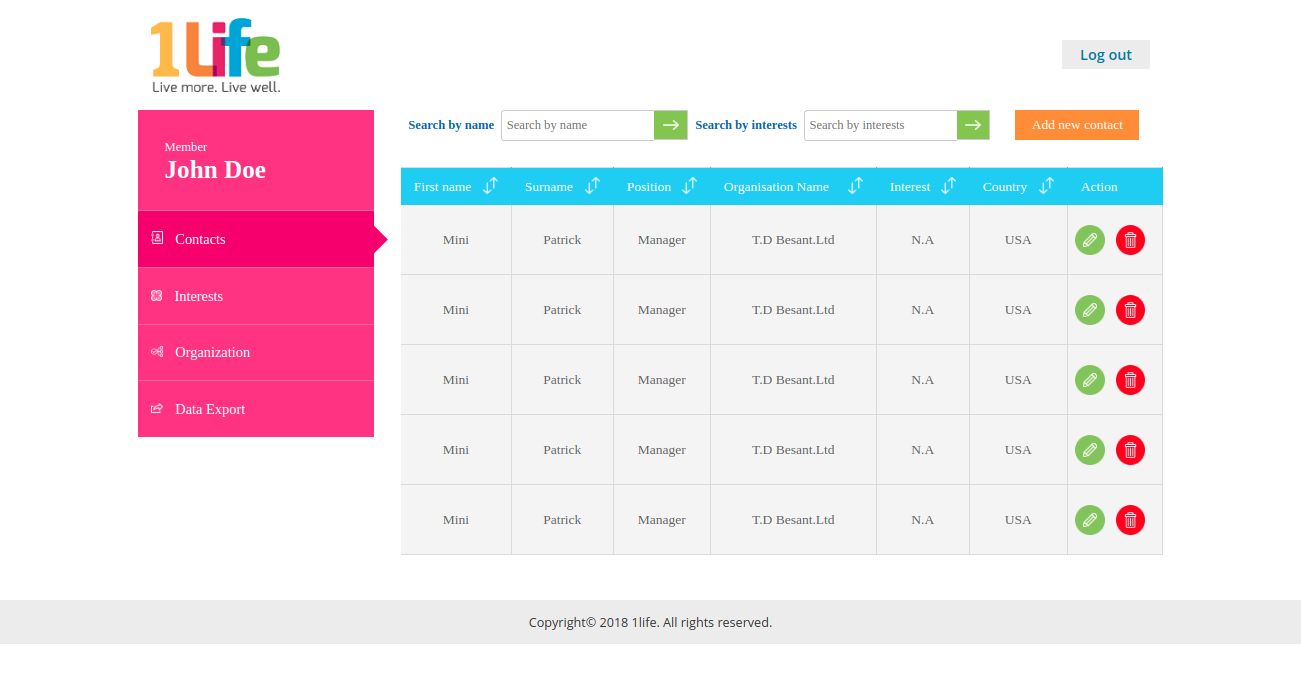 1Life
Live more. Live well.
Log out
Member
John Doe
Contacts
Interests
Organization
Data Export
Search by name Search by name Search by interests Search by interests Add new contact
First name Surname Position Organisation Name Interest Country Action
Mini Patrick Manager T.D Besant.Ltd N.A USA
Mini Patrick Manager T.D Besant.Ltd N.A USA
Mini Patrick Manager T.D Besant.Ltd N.A USA
Mini Patrick Manager T.D Besant.Ltd N.A USA
Mini Patrick Manager T.D Besant.Ltd N.A USA
Copyright© 2018 1life. All rights reserved.